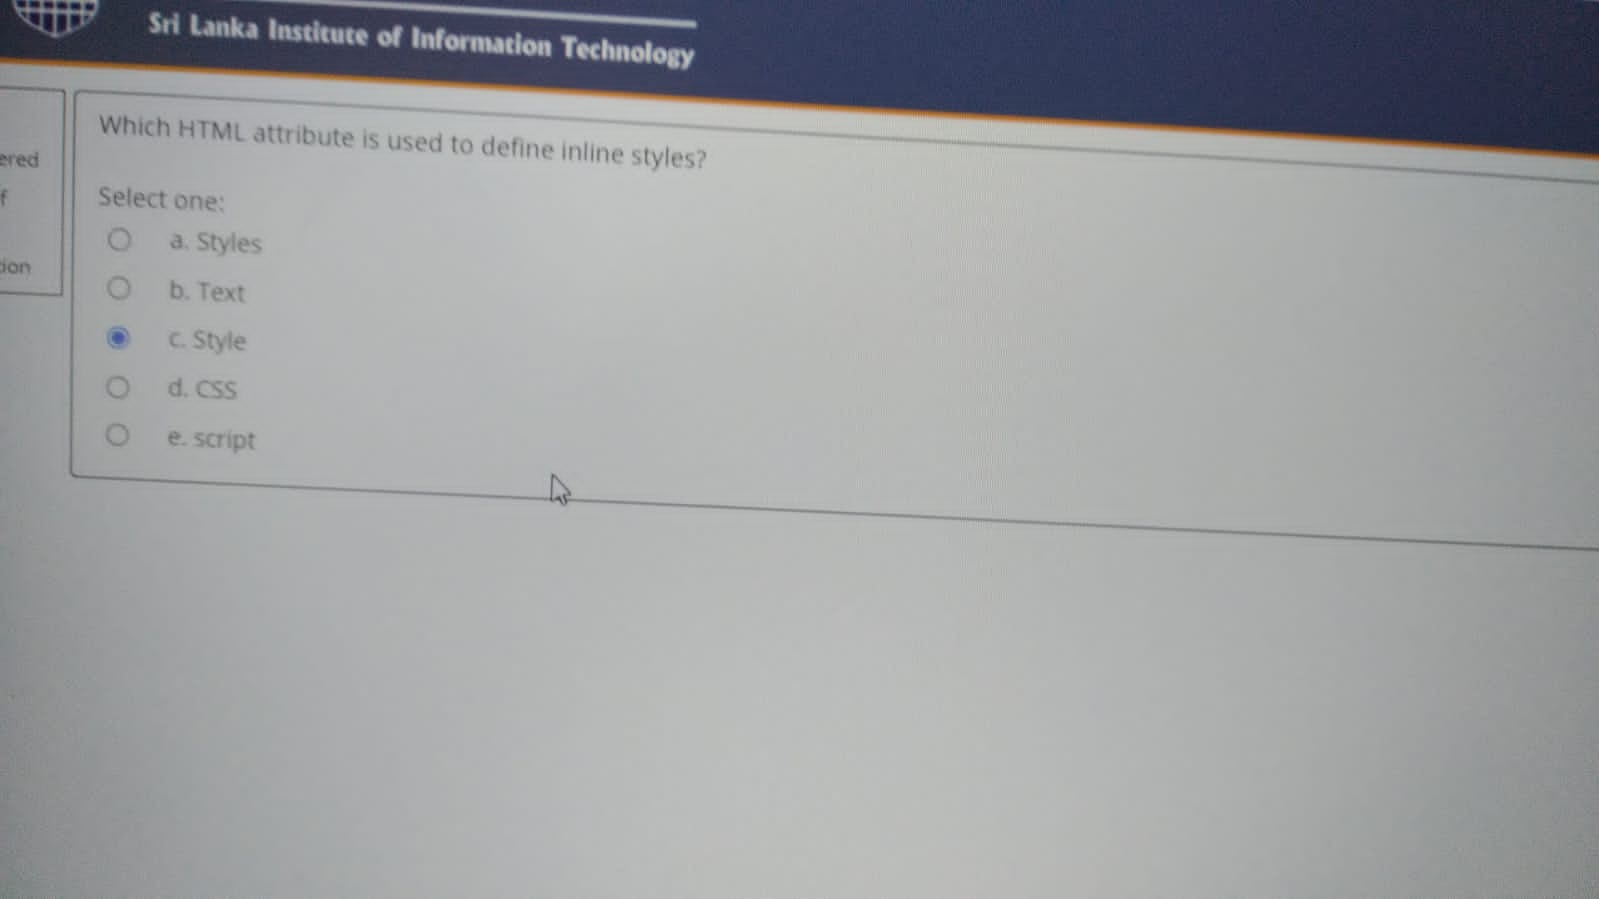 Sri Lanka Institute of Information Technology
ered
f
Which HTML attribute is used to define inline styles?
Select one:
a. Styles
b. Text
c. Style
d. CSS
e. script